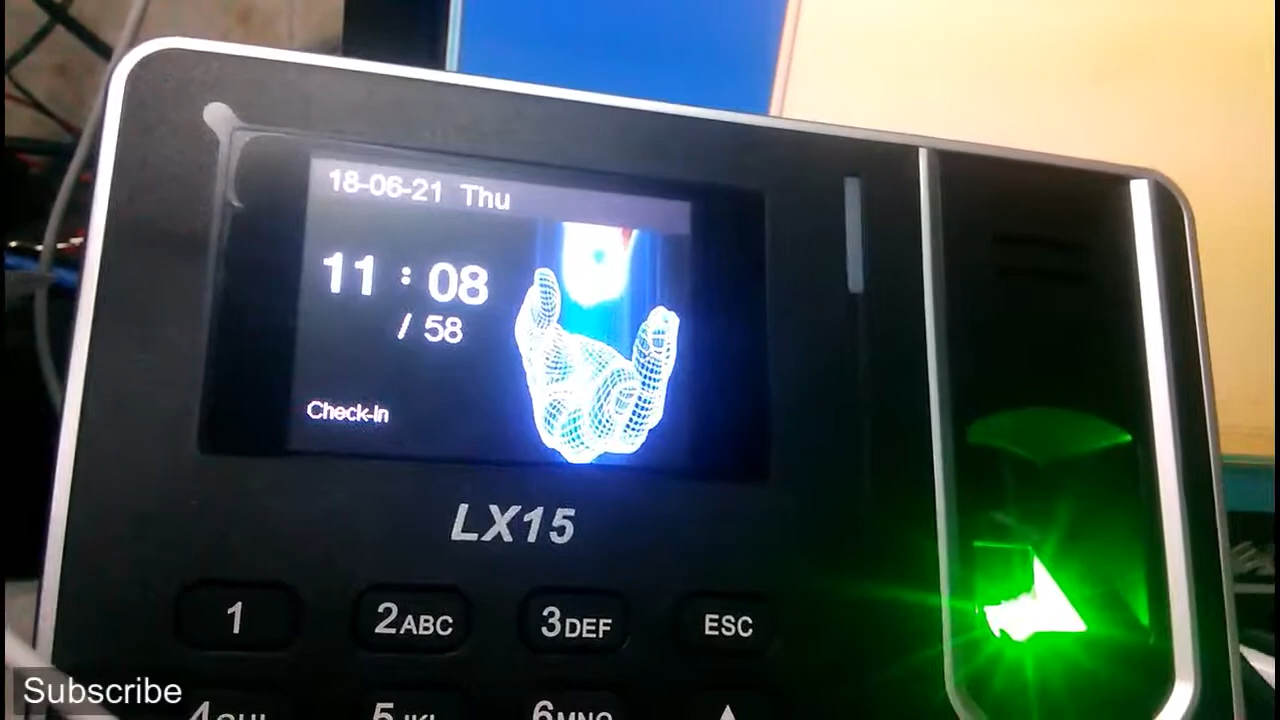 18-06-21 Thu
11 : 08
/ 58
Check-In
LX15
1 2ABC 3DEF ESC
Subscribe